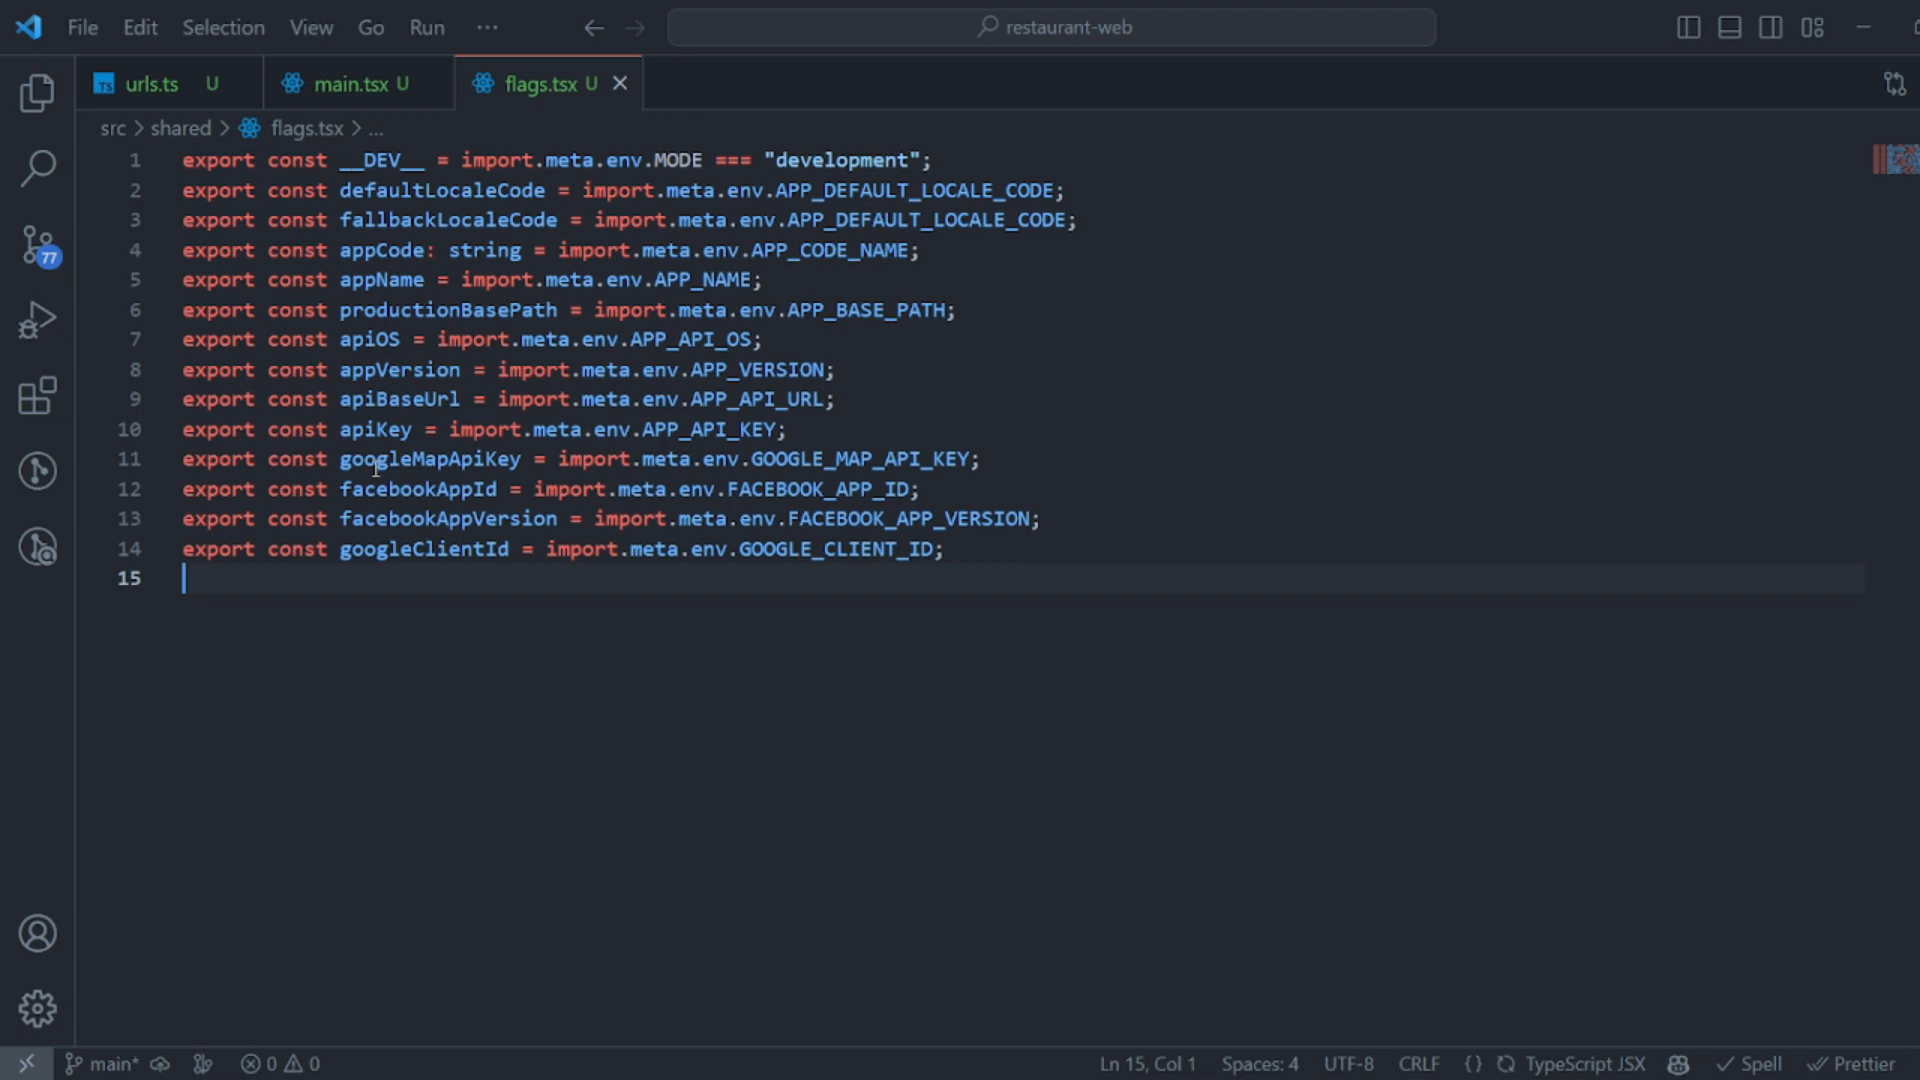 File Edit Selection View Go Run ··· restaurant-web
urls.ts U main.tsx U flags.tsx U
src > shared > flags.tsx > ...
1 export const __DEV__ = import.meta.env.MODE === "development";
2 export const defaultLocaleCode = import.meta.env.APP_DEFAULT_LOCALE_CODE;
3 export const fallbackLocaleCode = import.meta.env.APP_DEFAULT_LOCALE_CODE;
4 export const appCode: string = import.meta.env.APP_CODE_NAME;
5 export const appName = import.meta.env.APP_NAME;
6 export const productionBasePath = import.meta.env.APP_BASE_PATH;
7 export const apiOS = import.meta.env.APP_API_OS;
8 export const appVersion = import.meta.env.APP_VERSION;
9 export const apiBaseUrl = import.meta.env.APP_API_URL;
10 export const apiKey = import.meta.env.APP_API_KEY;
11 export const googleMapApiKey = import.meta.env.GOOGLE_MAP_API_KEY;
12 export const facebookAppId = import.meta.env.FACEBOOK_APP_ID;
13 export const facebookAppVersion = import.meta.env.FACEBOOK_APP_VERSION;
14 export const googleClientId = import.meta.env.GOOGLE_CLIENT_ID;
15
77
main* 0 0 Ln 15, Col 1 Spaces: 4 UTF-8 CRLF {} TypeScript JSX Spell Prettier